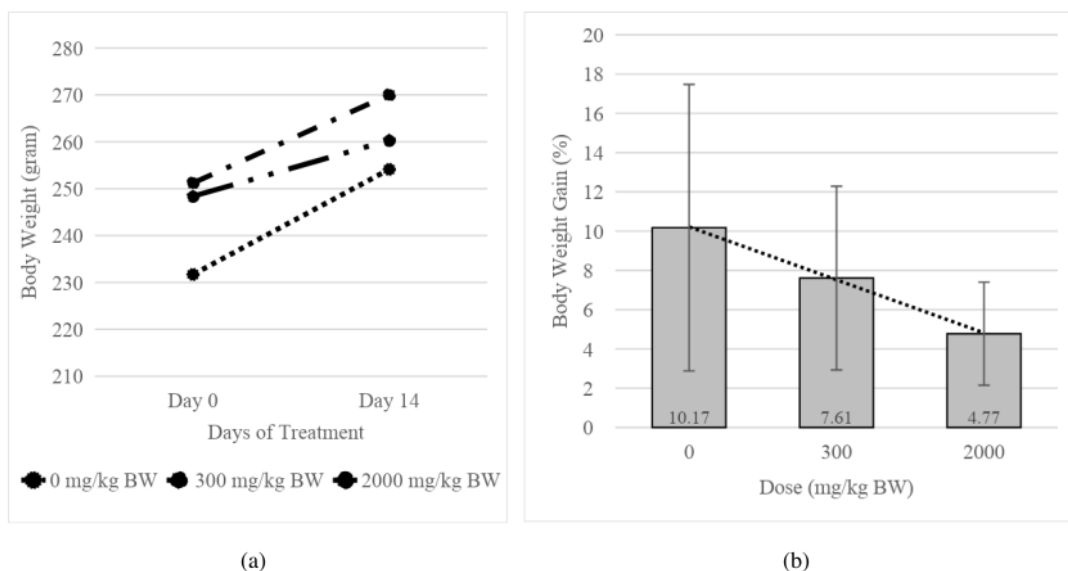 280
270
260
250
240
230
220
210
Body Weight (gram)
Day 0 Day 14
Days of Treatment
0 mg/kg BW 300 mg/kg BW 2000 mg/kg BW
(a)
20
18
16
14
12
10
8
6
4
2
0
Body Weight Gain (%)
10.17 7.61 4.77
0 300 2000
Dose (mg/kg BW)
(b)